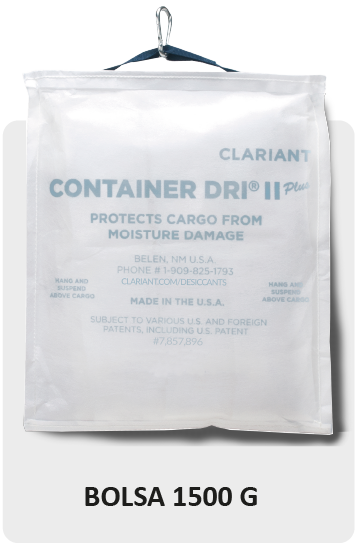 CLARIANT
CONTAINER DRI® II Plus
PROTECTS CARGO FROM
MOISTURE DAMAGE
BELEN, NM U.S.A.
PHONE # 1-909-825-1793
CLARIANT.COM/DESICCANTS
HANG AND
SUSPEND
ABOVE CARGO
HANG AND
SUSPEND
ABOVE CARGO
MADE IN THE U.S.A.
SUBJECT TO VARIOUS U.S. AND FOREIGN
PATENTS, INCLUDING U.S. PATENT
#7,857,896
BOLSA 1500 G